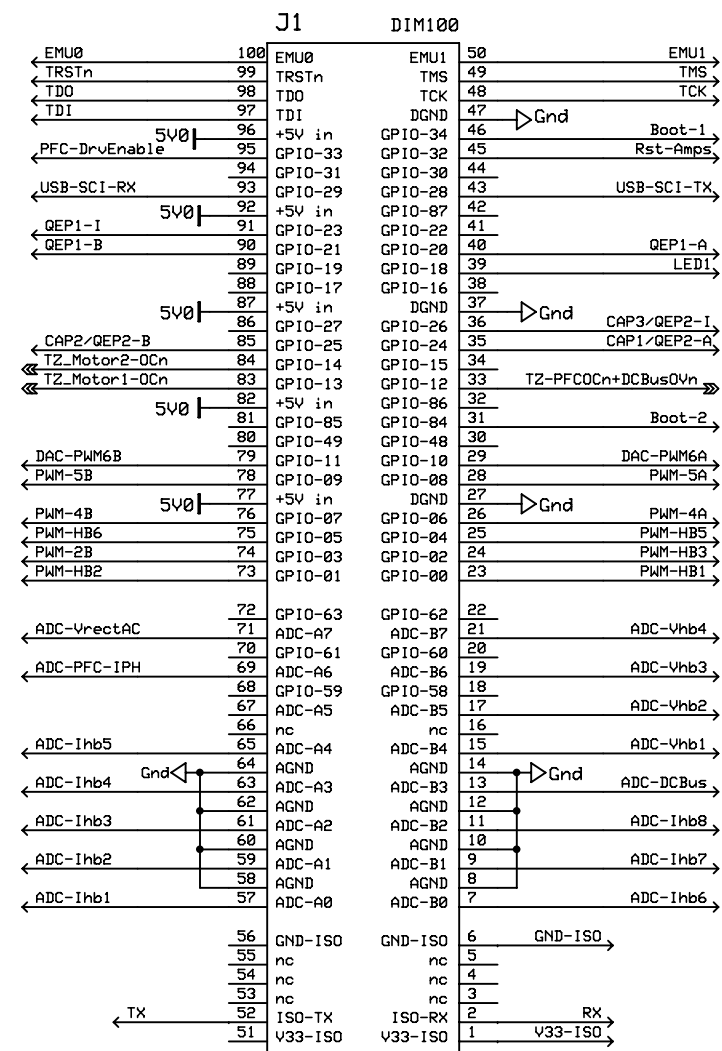 J1 DIM100
EMU0 100 EMU0 EMU1 50 EMU1
TRSTn 99 TRSTn TMS 49 TMS
TDO 98 TDO TCK 48 TCK
TDI 97 TDI DGND 47 Gnd
5V0 96 +5V in GPIO-34 46 Boot-1
PFC-DrvEnable 95 GPIO-33 GPIO-32 45 Rst-Amps
94 GPIO-31 GPIO-30 44
USB-SCI-RX 93 GPIO-29 GPIO-28 43 USB-SCI-TX
5V0 92 +5V in GPIO-87 42
QEP1-I 91 GPIO-23 GPIO-22 41
QEP1-B 90 GPIO-21 GPIO-20 40 QEP1-A
89 GPIO-19 GPIO-18 39 LED1
88 GPIO-17 GPIO-16 38
5V0 87 +5V in DGND 37 Gnd
86 GPIO-27 GPIO-26 36 CAP3/QEP2-I
CAP2/QEP2-B 85 GPIO-25 GPIO-24 35 CAP1/QEP2-A
TZ_Motor2-OCn 84 GPIO-14 GPIO-15 34
TZ_Motor1-OCn 83 GPIO-13 GPIO-12 33 TZ-PFCOCn+DCBusOVn
5V0 82 +5V in GPIO-86 32
81 GPIO-85 GPIO-84 31 Boot-2
80 GPIO-49 GPIO-48 30
DAC-PWM6B 79 GPIO-11 GPIO-10 29 DAC-PWM6A
PWM-5B 78 GPIO-09 GPIO-08 28 PWM-5A
5V0 77 +5V in DGND 27 Gnd
PWM-4B 76 GPIO-07 GPIO-06 26 PWM-4A
PWM-HB6 75 GPIO-05 GPIO-04 25 PWM-HB5
PWM-2B 74 GPIO-03 GPIO-02 24 PWM-HB3
PWM-HB2 73 GPIO-01 GPIO-00 23 PWM-HB1
72 GPIO-63 GPIO-62 22
ADC-VrectAC 71 ADC-A7 ADC-B7 21 ADC-Vhb4
70 GPIO-61 GPIO-60 20
ADC-PFC-IPH 69 ADC-A6 ADC-B6 19 ADC-Vhb3
68 GPIO-59 GPIO-58 18
67 ADC-A5 ADC-B5 17 ADC-Vhb2
66 nc nc 16
ADC-Ihb5 65 ADC-A4 ADC-B4 15 ADC-Vhb1
Gnd 64 AGND AGND 14 Gnd
ADC-Ihb4 63 ADC-A3 ADC-B3 13 ADC-DCBus
62 AGND AGND 12
ADC-Ihb3 61 ADC-A2 ADC-B2 11 ADC-Ihb8
60 AGND AGND 10
ADC-Ihb2 59 ADC-A1 ADC-B1 9 ADC-Ihb7
58 AGND AGND 8
ADC-Ihb1 57 ADC-A0 ADC-B0 7 ADC-Ihb6
56 GND-ISO GND-ISO 6 GND-ISO
55 nc nc 5
54 nc nc 4
53 nc nc 3
TX 52 ISO-TX ISO-RX 2 RX
51 V33-ISO V33-ISO 1 V33-ISO